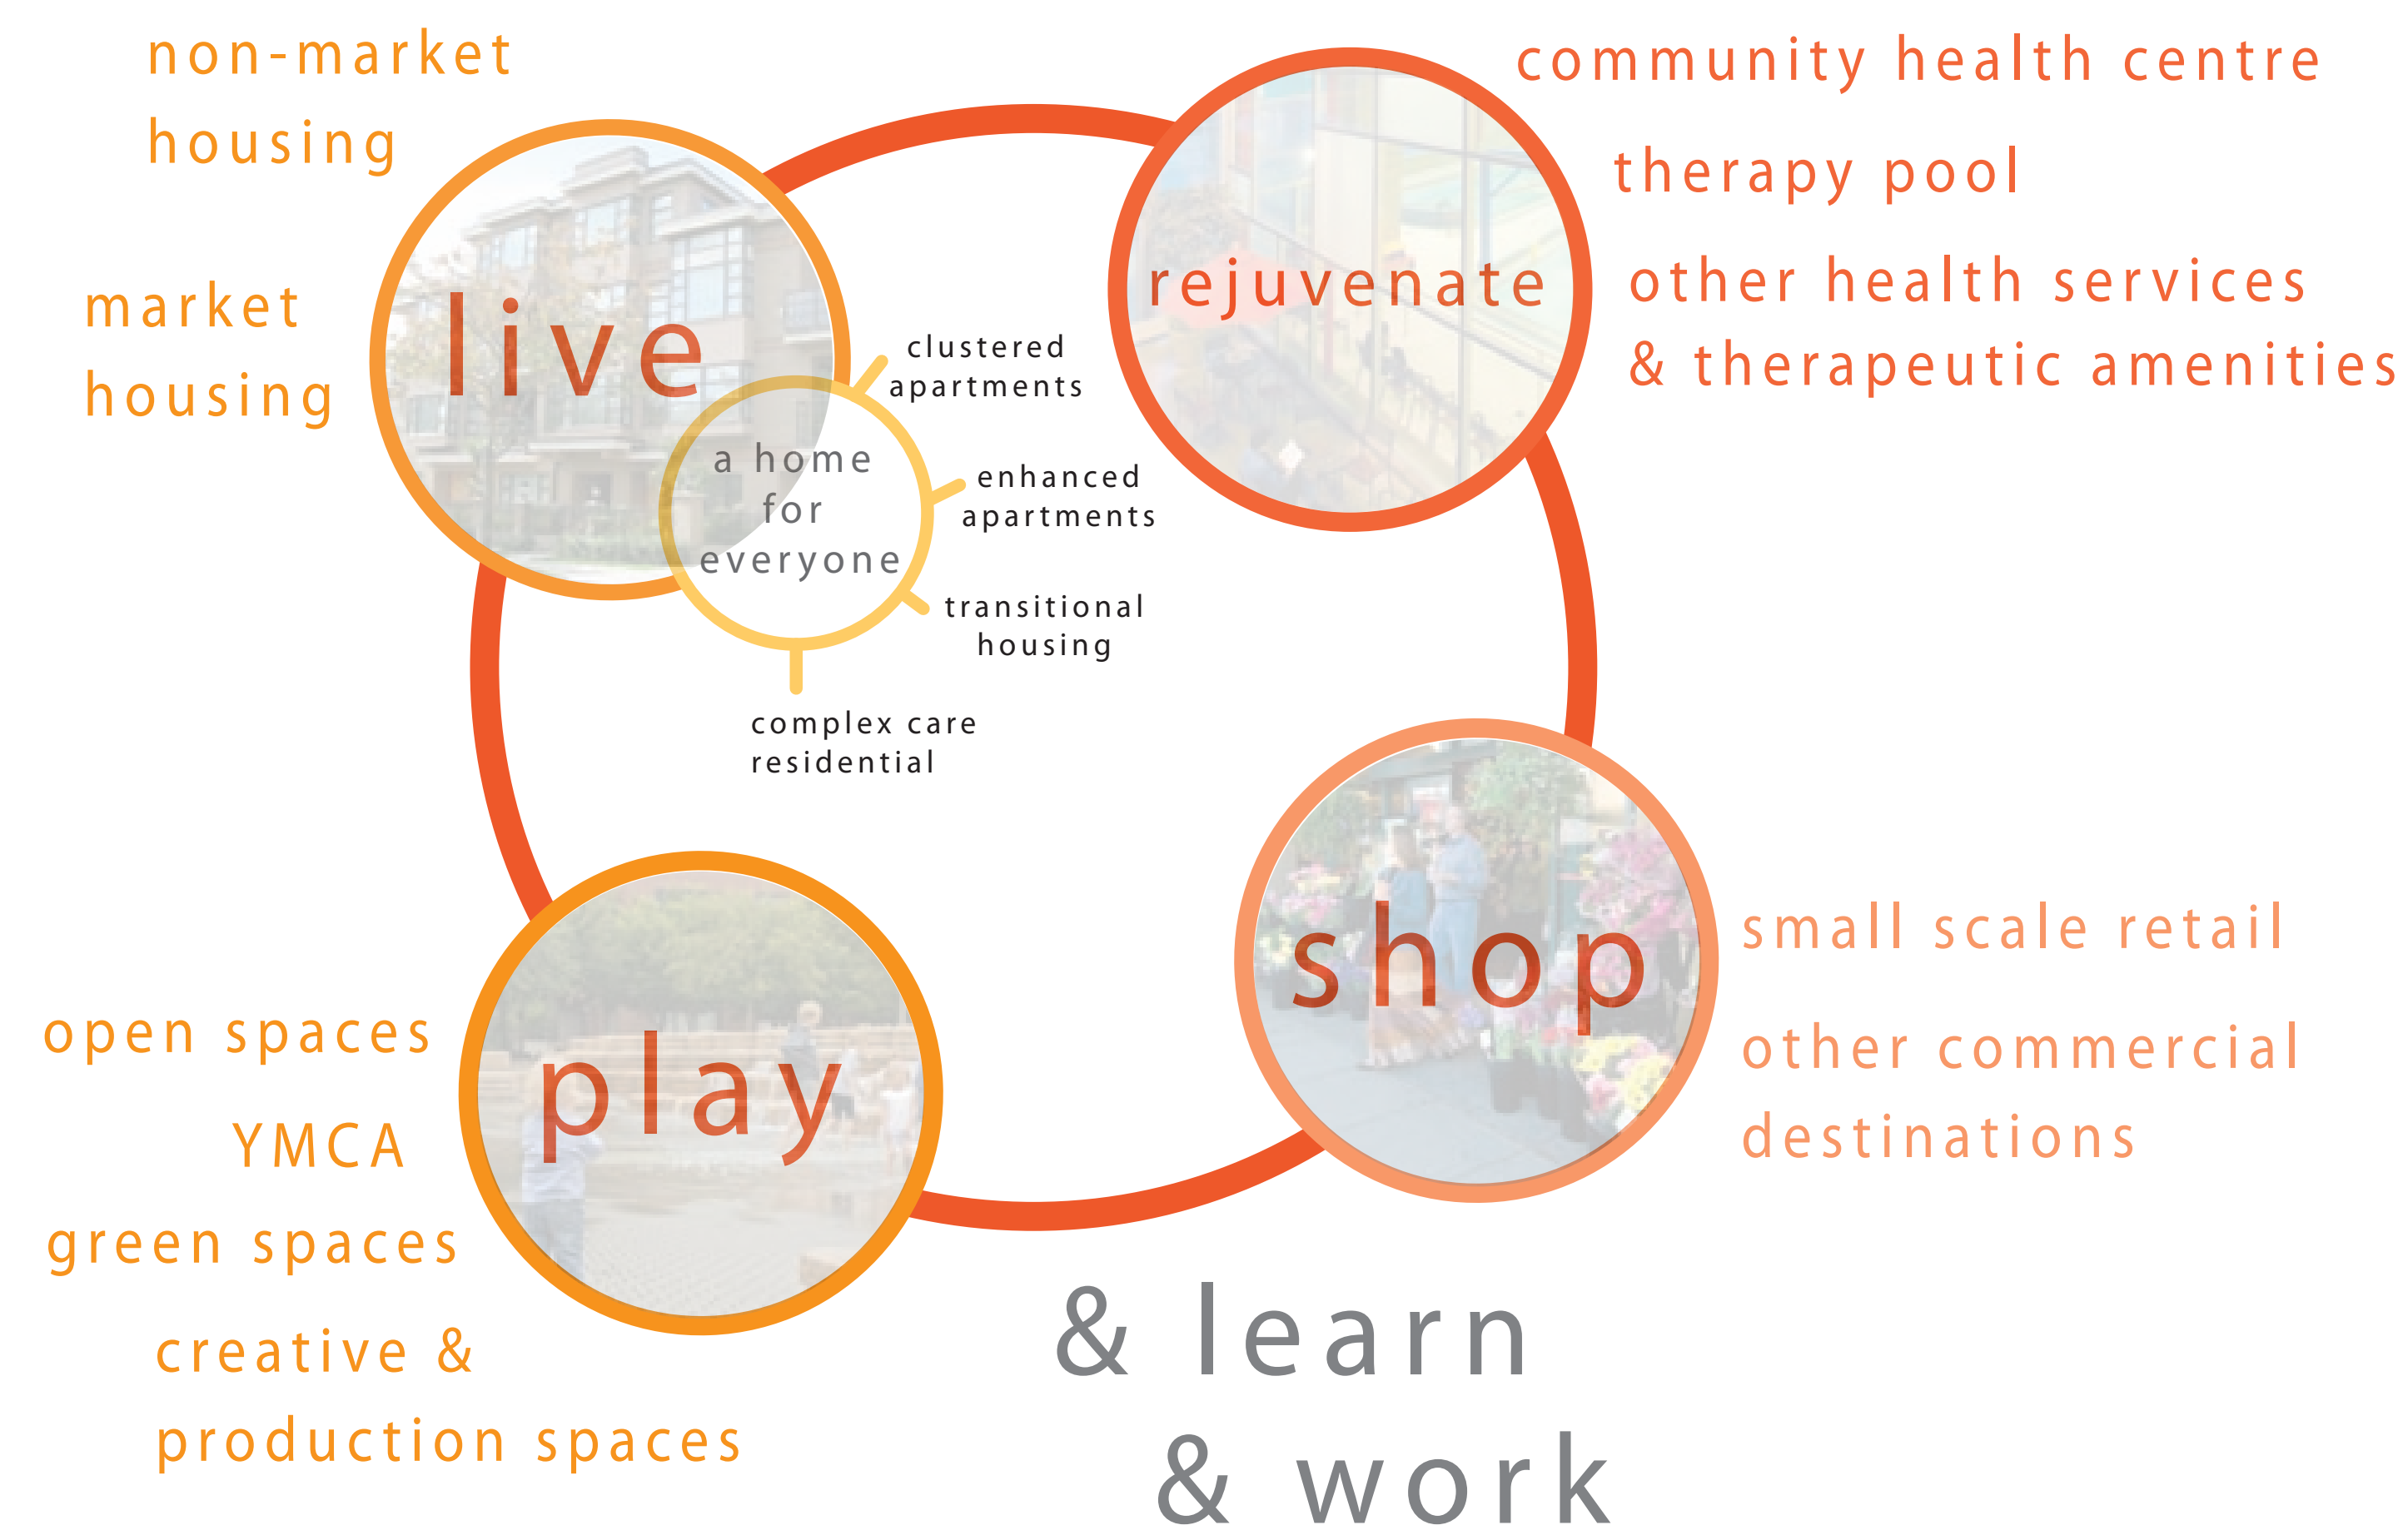 non-market
housing
market
housing
live
a home
for
everyone
clustered
apartments
enhanced
apartments
transitional
housing
complex care
residential
rejuvenate
community health centre
therapy pool
other health services
& therapeutic amenities
shop
small scale retail
other commercial
destinations
play
open spaces
YMCA
green spaces
creative &
production spaces
& learn
& work